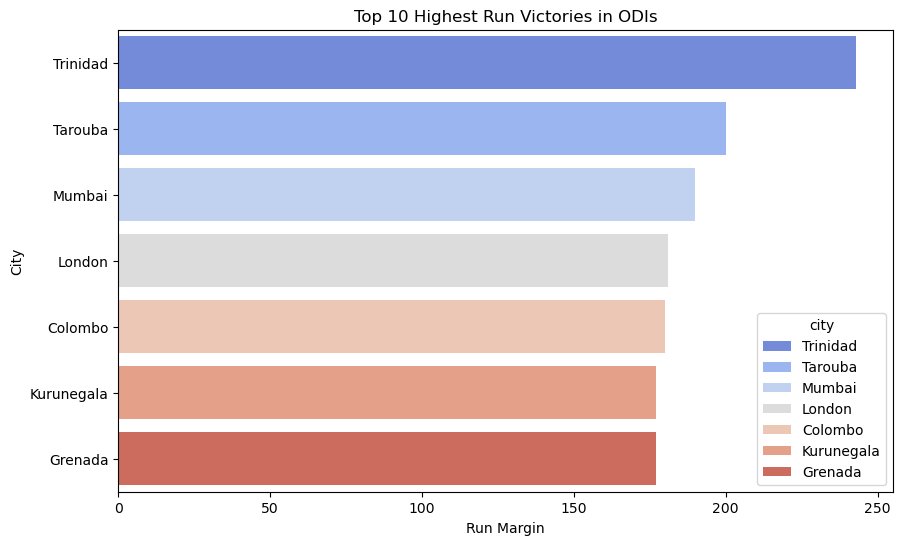 Top 10 Highest Run Victories in ODIs
Trinidad
Tarouba
Mumbai
London
Colombo
Kurunegala
Grenada
City
0 50 100 150 200 250
Run Margin
city
Trinidad
Tarouba
Mumbai
London
Colombo
Kurunegala
Grenada